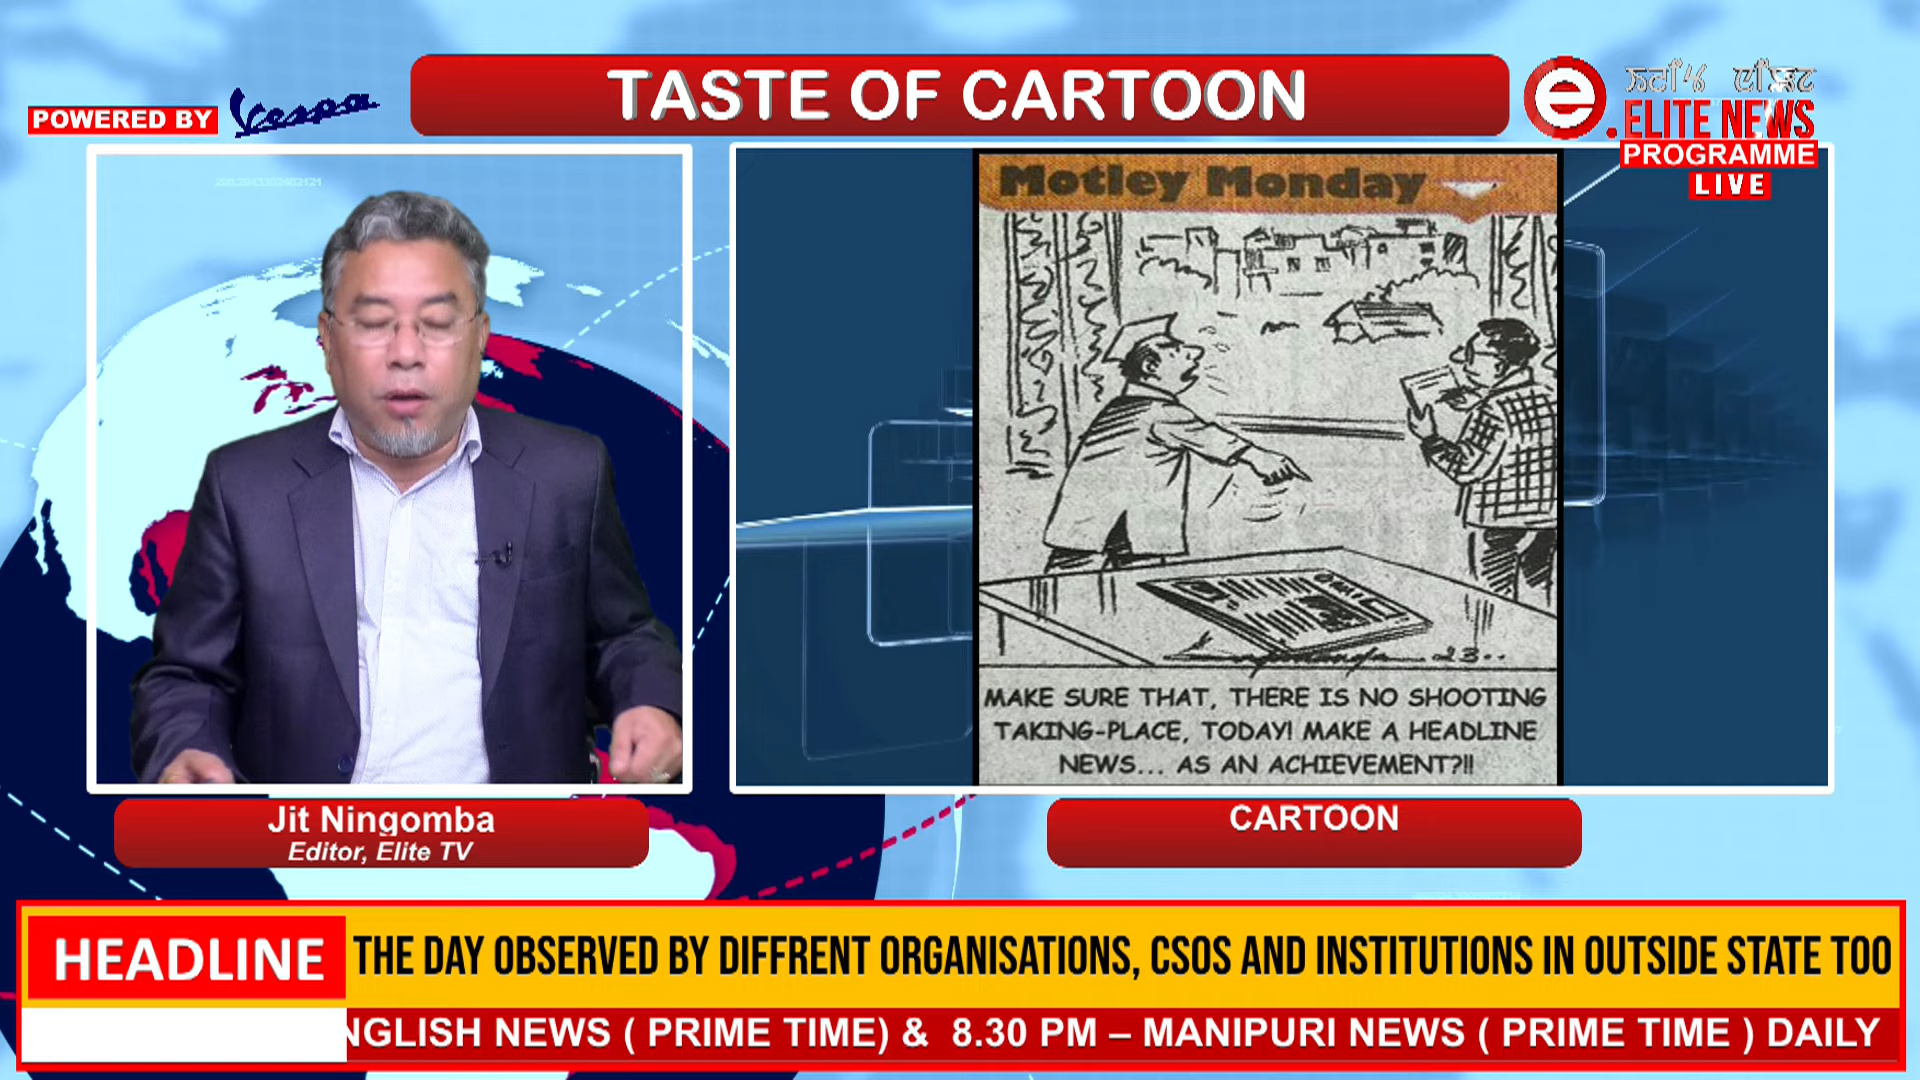 TASTE OF CARTOON
POWERED BY Vespa
e. ELITE NEWS
PROGRAMME
LIVE
Motley Monday
MAKE SURE THAT, THERE IS NO SHOOTING
TAKING-PLACE, TODAY! MAKE A HEADLINE
NEWS... AS AN ACHIEVEMENT?!!
Jit Ningomba
Editor, Elite TV
CARTOON
HEADLINE THE DAY OBSERVED BY DIFFRENT ORGANISATIONS, CSOS AND INSTITUTIONS IN OUTSIDE STATE TOO
NGLISH NEWS ( PRIME TIME) & 8.30 PM – MANIPURI NEWS ( PRIME TIME ) DAILY